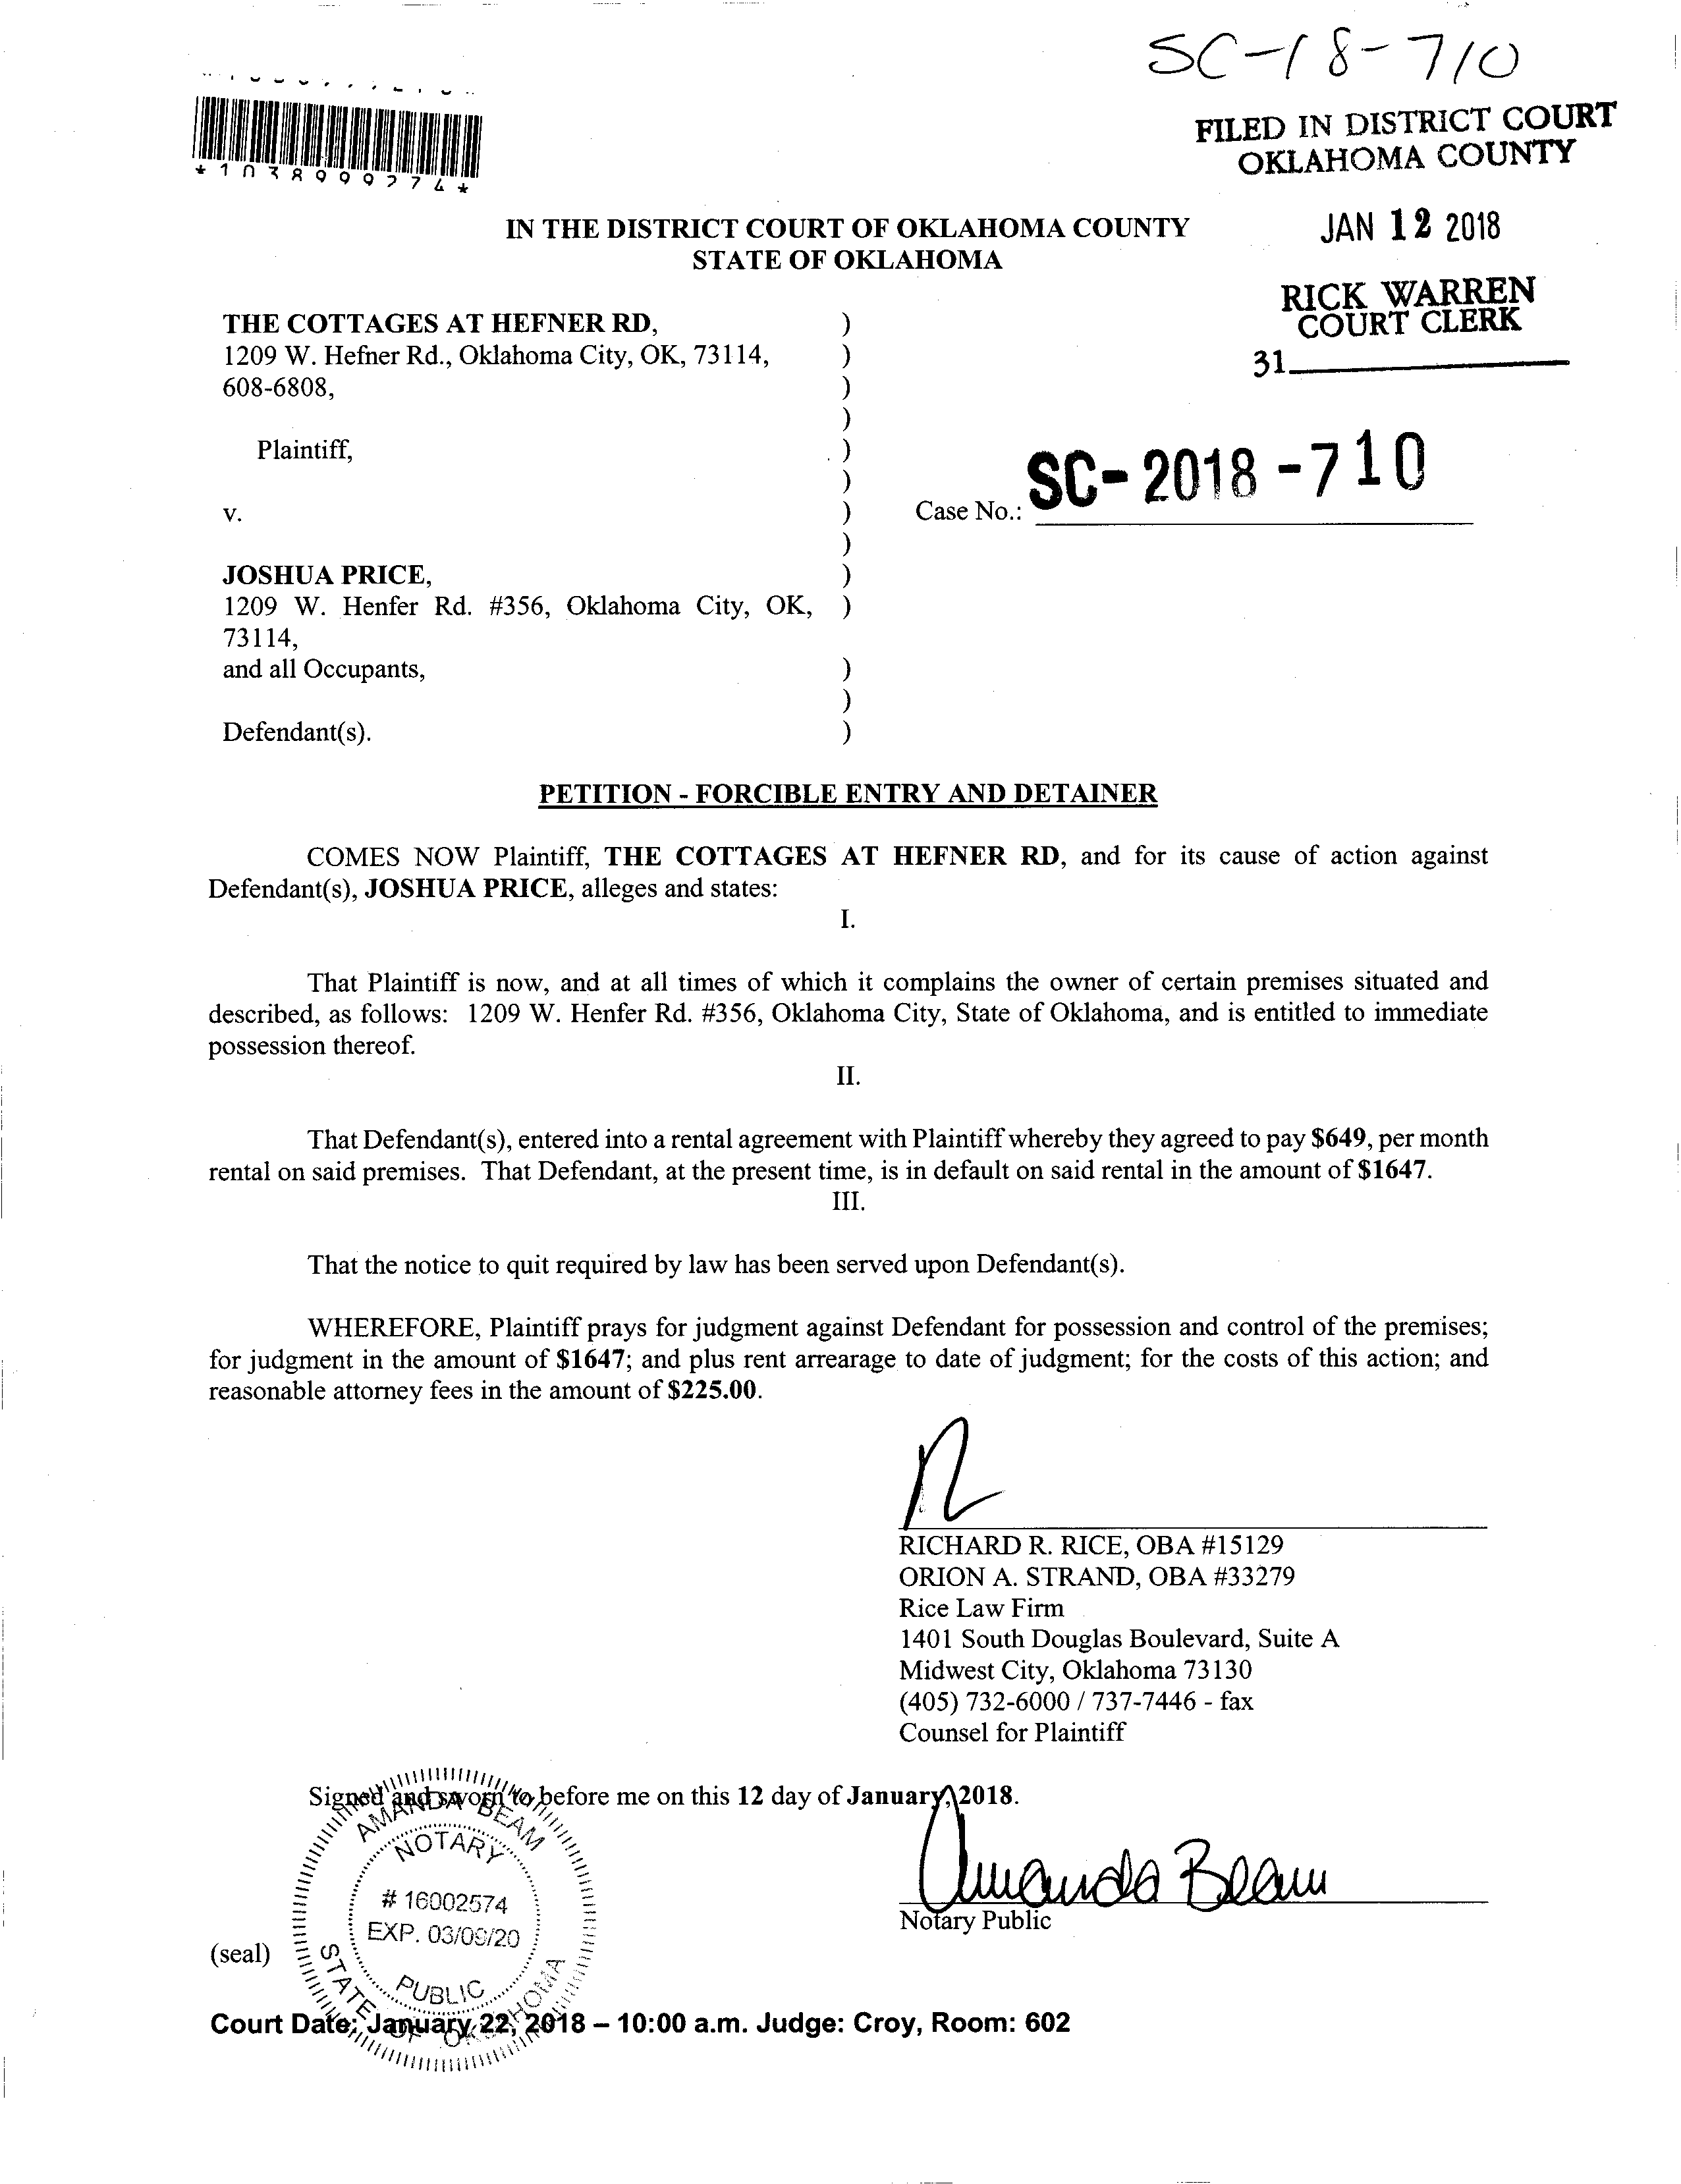 SC-18-710
FILED IN DISTRICT COURT
OKLAHOMA COUNTY
*1038999274*
JAN 12 2018
IN THE DISTRICT COURT OF OKLAHOMA COUNTY
STATE OF OKLAHOMA
RICK WARREN
COURT CLERK
31
THE COTTAGES AT HEFNER RD, )
1209 W. Hefner Rd., Oklahoma City, OK, 73114, )
608-6808, )
)
Plaintiff, )
)
v. ) Case No.: SC-2018-710
)
JOSHUA PRICE, )
1209 W. Henfer Rd. #356, Oklahoma City, OK, )
73114,
and all Occupants, )
)
Defendant(s). )
PETITION - FORCIBLE ENTRY AND DETAINER
COMES NOW Plaintiff, THE COTTAGES AT HEFNER RD, and for its cause of action against
Defendant(s), JOSHUA PRICE, alleges and states:
I.
That Plaintiff is now, and at all times of which it complains the owner of certain premises situated and
described, as follows: 1209 W. Henfer Rd. #356, Oklahoma City, State of Oklahoma, and is entitled to immediate
possession thereof.
II.
That Defendant(s), entered into a rental agreement with Plaintiff whereby they agreed to pay $649, per month
rental on said premises. That Defendant, at the present time, is in default on said rental in the amount of $1647.
III.
That the notice to quit required by law has been served upon Defendant(s).
WHEREFORE, Plaintiff prays for judgment against Defendant for possession and control of the premises;
for judgment in the amount of $1647; and plus rent arrearage to date of judgment; for the costs of this action; and
reasonable attorney fees in the amount of $225.00.
RICHARD R. RICE, OBA #15129
ORION A. STRAND, OBA #33279
Rice Law Firm
1401 South Douglas Boulevard, Suite A
Midwest City, Oklahoma 73130
(405) 732-6000 / 737-7446 - fax
Counsel for Plaintiff
Signed and sworn to before me on this 12 day of January, 2018.
AMANDA BEAM
NOTARY
# 16002574
EXP. 03/09/20
PUBLIC
STATE OF OKLAHOMA
Amanda Beam
Notary Public
(seal)
Court Date: January 22, 2018 – 10:00 a.m. Judge: Croy, Room: 602